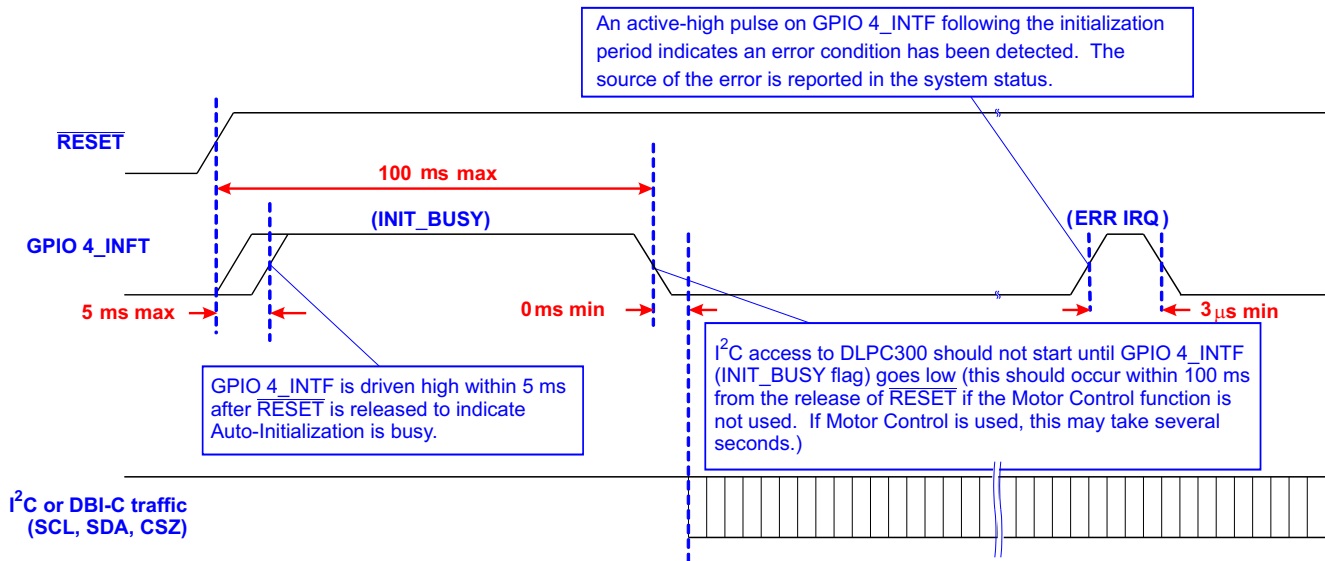 An active-high pulse on GPIO 4_INTF following the initialization
period indicates an error condition has been detected. The
source of the error is reported in the system status.
RESET
100 ms max
(INIT_BUSY)
(ERR IRQ)
GPIO 4_INFT
5 ms max
0 ms min
3 μs min
GPIO 4_INTF is driven high within 5 ms
after RESET is released to indicate
Auto-Initialization is busy.
I²C access to DLPC300 should not start until GPIO 4_INTF
(INIT_BUSY flag) goes low (this should occur within 100 ms
from the release of RESET if the Motor Control function is
not used. If Motor Control is used, this may take several
seconds.)
I²C or DBI-C traffic
(SCL, SDA, CSZ)